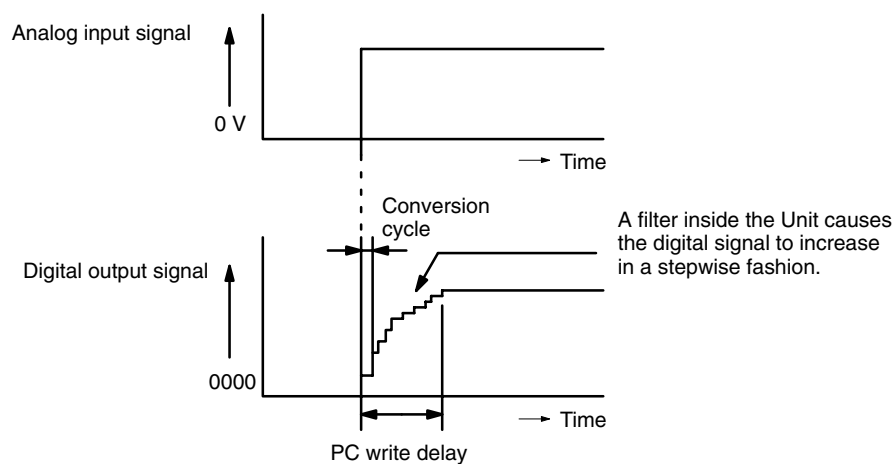 Analog input signal
0 V
Time
Conversion
cycle
A filter inside the Unit causes
the digital signal to increase
in a stepwise fashion.
Digital output signal
0000
Time
PC write delay